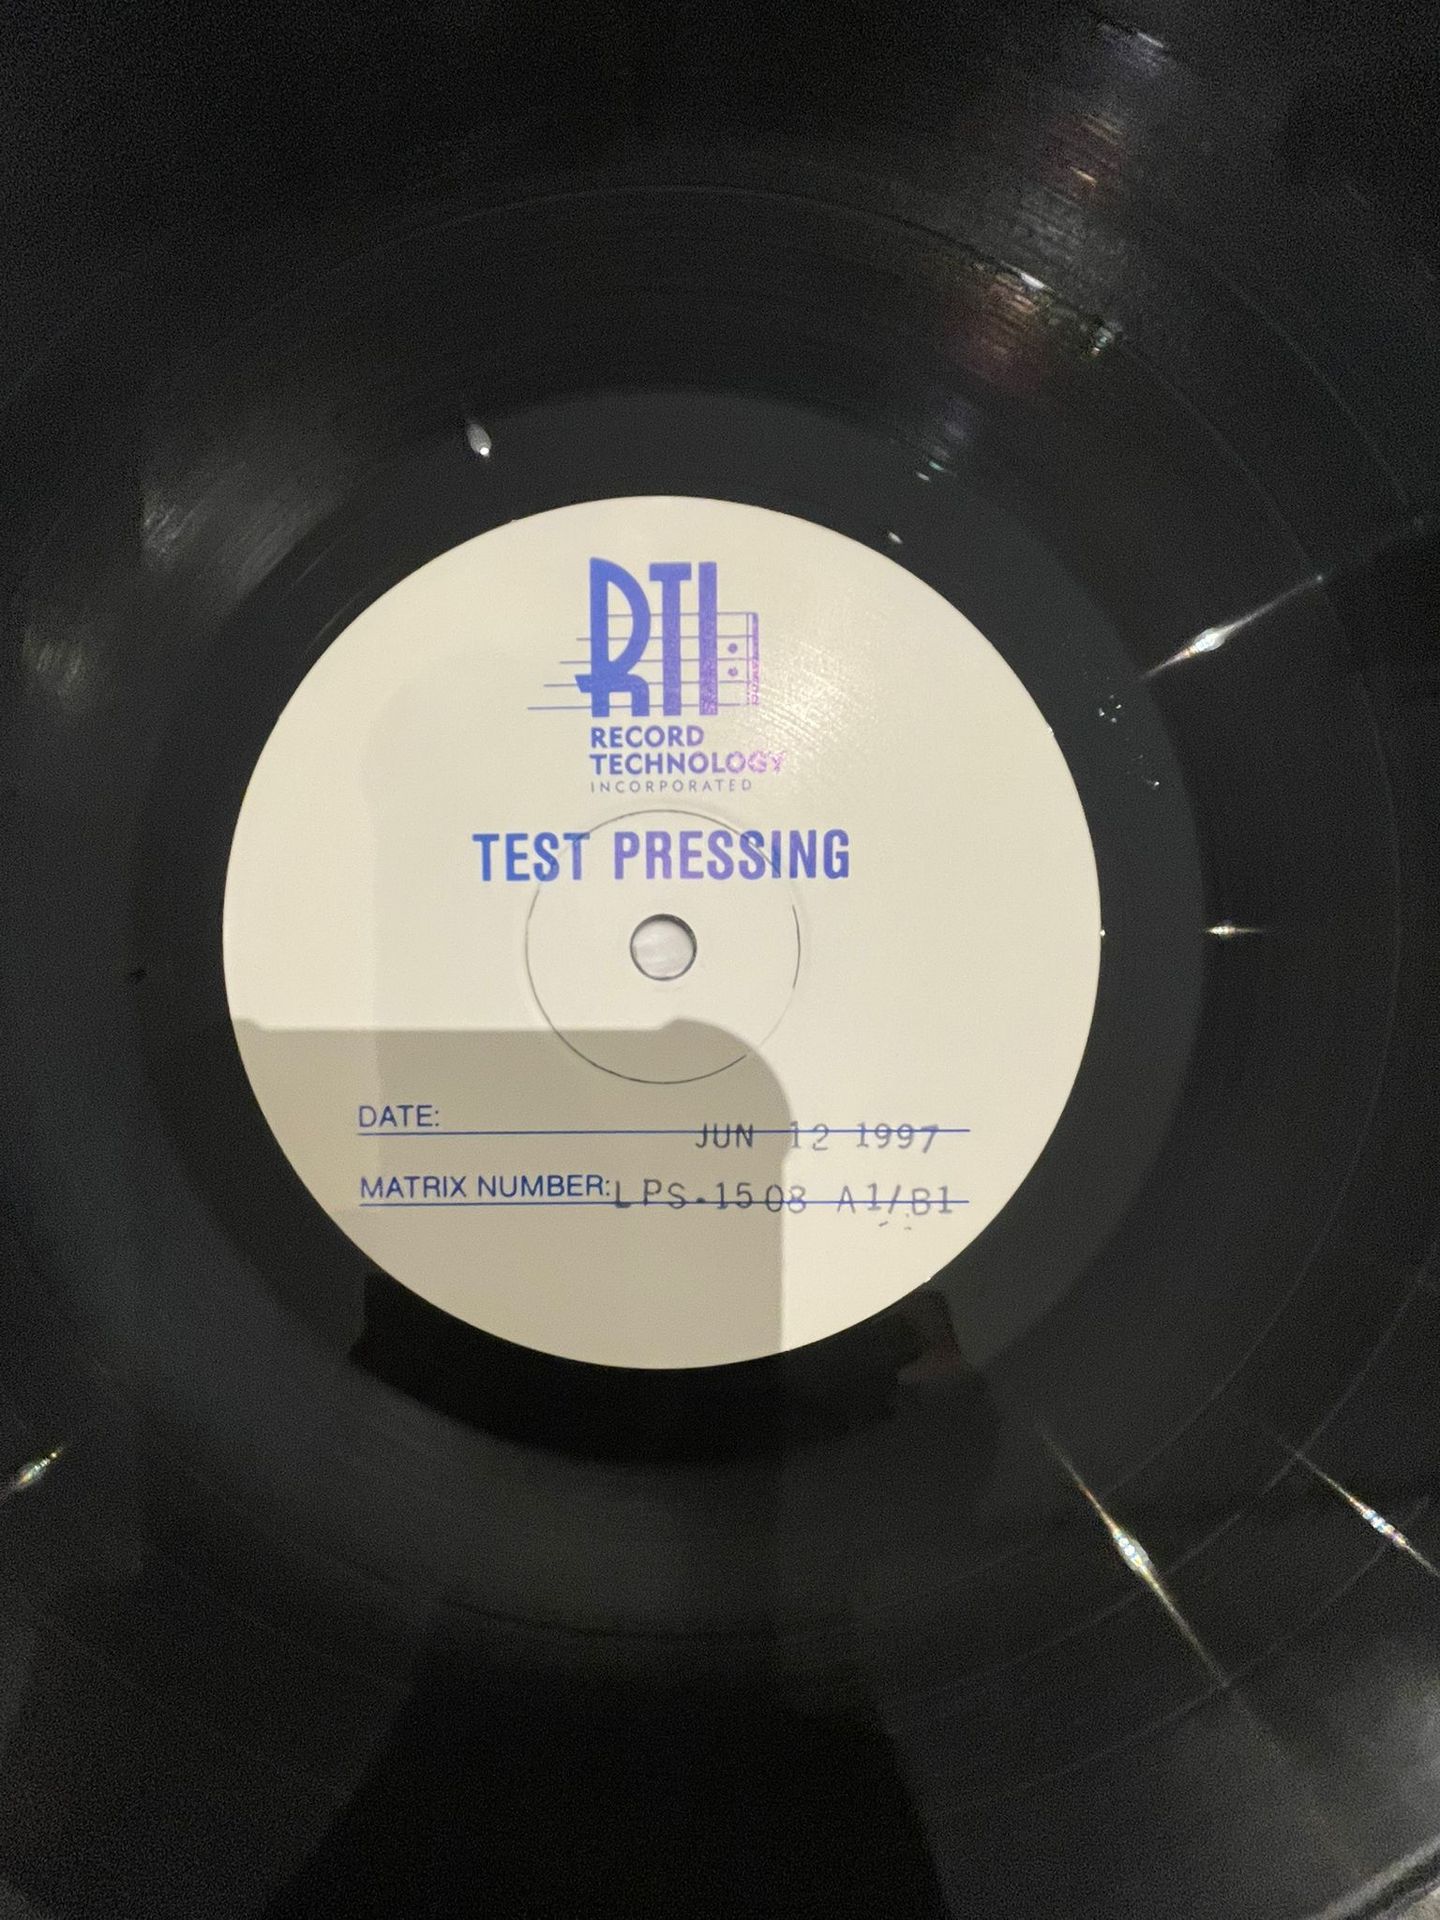 RTI
RECORD
TECHNOLOGY
INCORPORATED
TEST PRESSING
DATE: JUN 12 1997
MATRIX NUMBER: LPS-1508 A1/B1